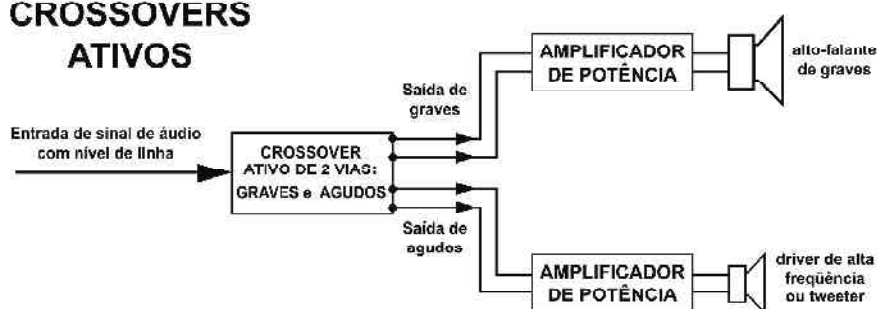 CROSSOVERS
ATIVOS
Entrada de sinal de áudio
com nível de linha
CROSSOVER
ATIVO DE 2 VIAS:
GRAVES e AGUDOS
Saída de
graves
AMPLIFICADOR
DE POTÊNCIA
alto-falante
de graves
Saída de
agudos
AMPLIFICADOR
DE POTÊNCIA
driver de alta
freqüência
ou tweeter